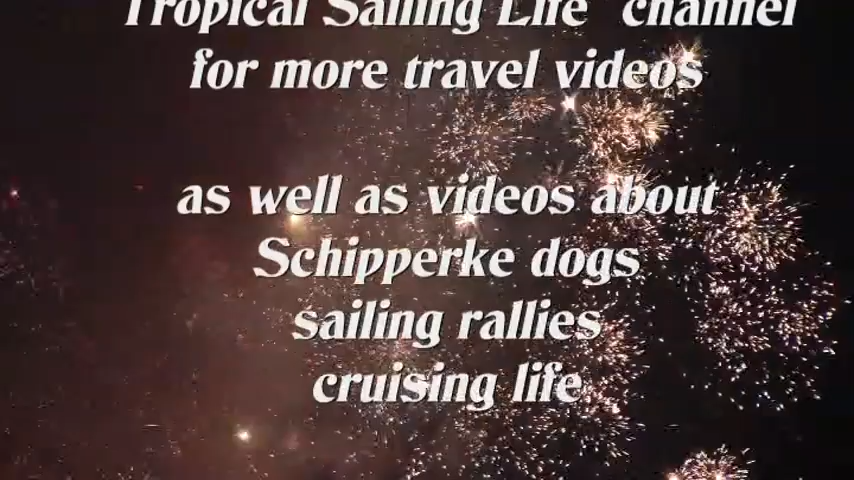 Tropical Sailing Life channel
for more travel videos
as well as videos about
Schipperke dogs
sailing rallies
cruising life